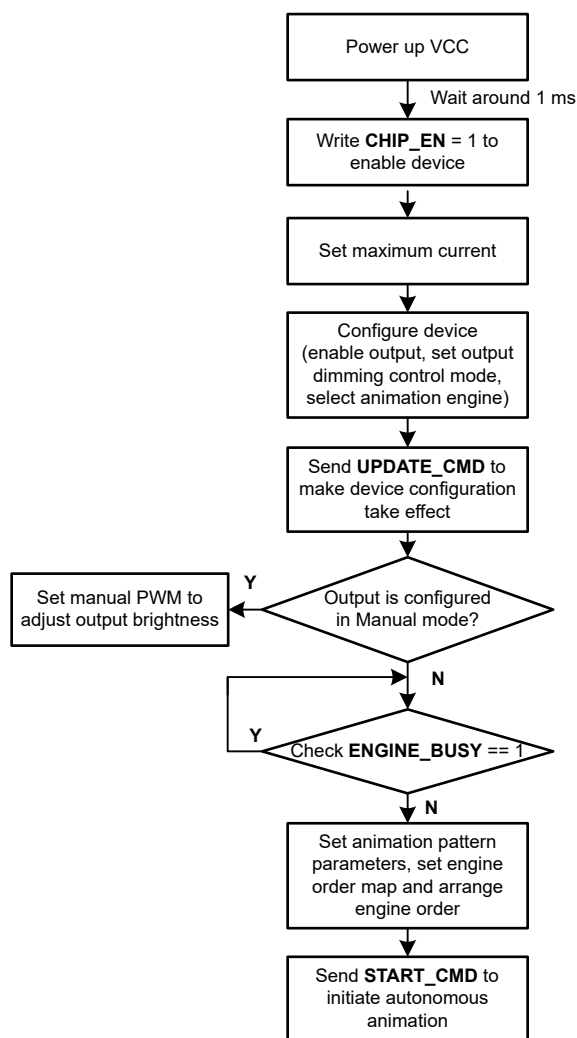 Power up VCC
Wait around 1 ms
Write CHIP_EN = 1 to
enable device
Set maximum current
Configure device
(enable output, set output
dimming control mode,
select animation engine)
Send UPDATE_CMD to
make device configuration
take effect
Y
Set manual PWM to
adjust output brightness
Output is configured
in Manual mode?
N
Y
Check ENGINE_BUSY == 1
N
Set animation pattern
parameters, set engine
order map and arrange
engine order
Send START_CMD to
initiate autonomous
animation